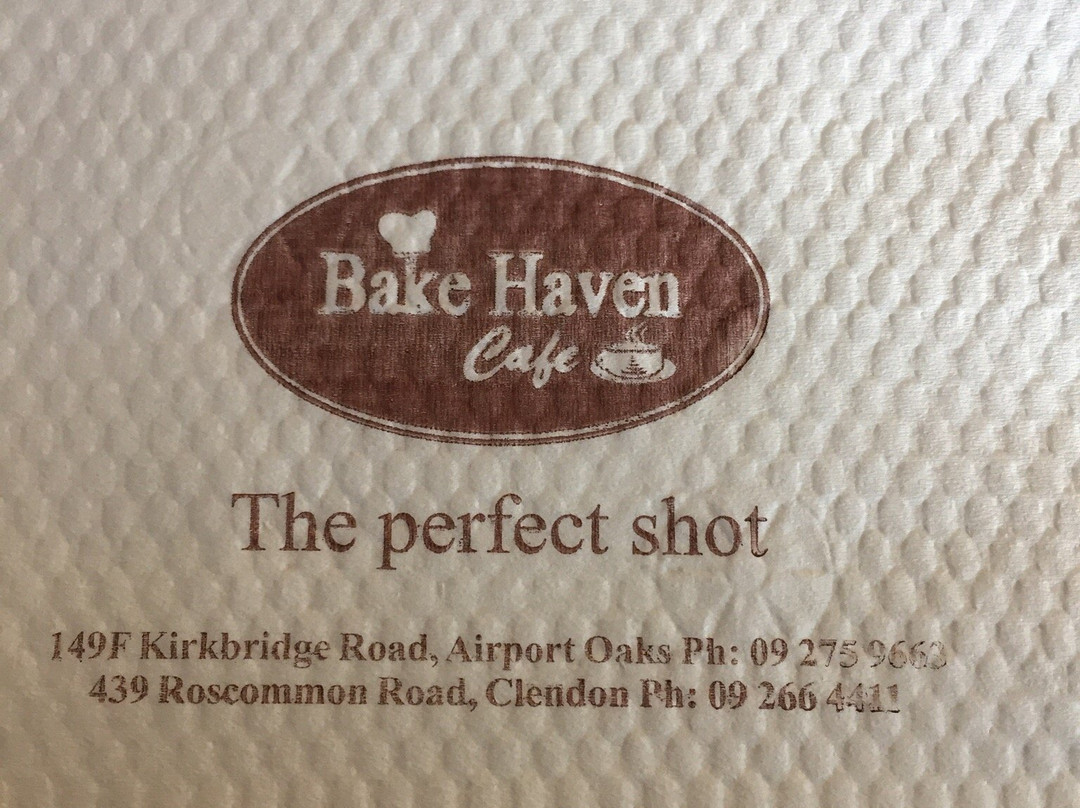 Bake Haven
Cafe
The perfect shot
149F Kirkbridge Road, Airport Oaks Ph: 09 275 9663
439 Roscommon Road, Clendon Ph: 09 266 4411